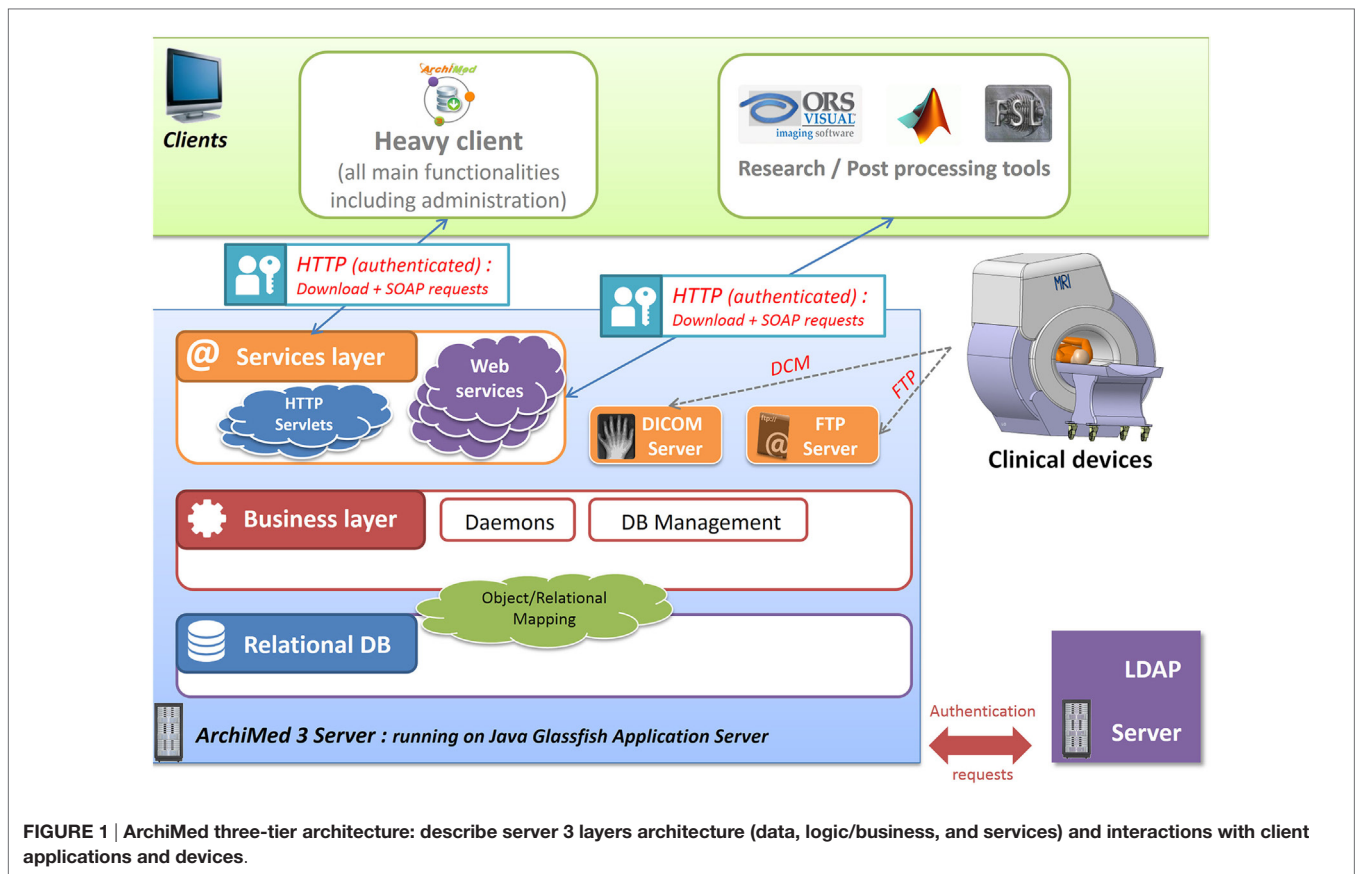 Clients
ArchiMed
Heavy client
(all main functionalities
including administration)
ORS
VISUAL
imaging software
FSL
Research / Post processing tools
HTTP (authenticated) :
Download + SOAP requests
HTTP (authenticated) :
Download + SOAP requests
MRI
@ Services layer
Web
services
HTTP
Servlets
DCM
FTP
DICOM
Server
ftp://
@
FTP
Server
Clinical devices
Business layer
Daemons
DB Management
Object/Relational
Mapping
Relational DB
LDAP
Server
Authentication
requests
ArchiMed 3 Server : running on Java Glassfish Application Server
FIGURE 1 | ArchiMed three-tier architecture: describe server 3 layers architecture (data, logic/business, and services) and interactions with client
applications and devices.